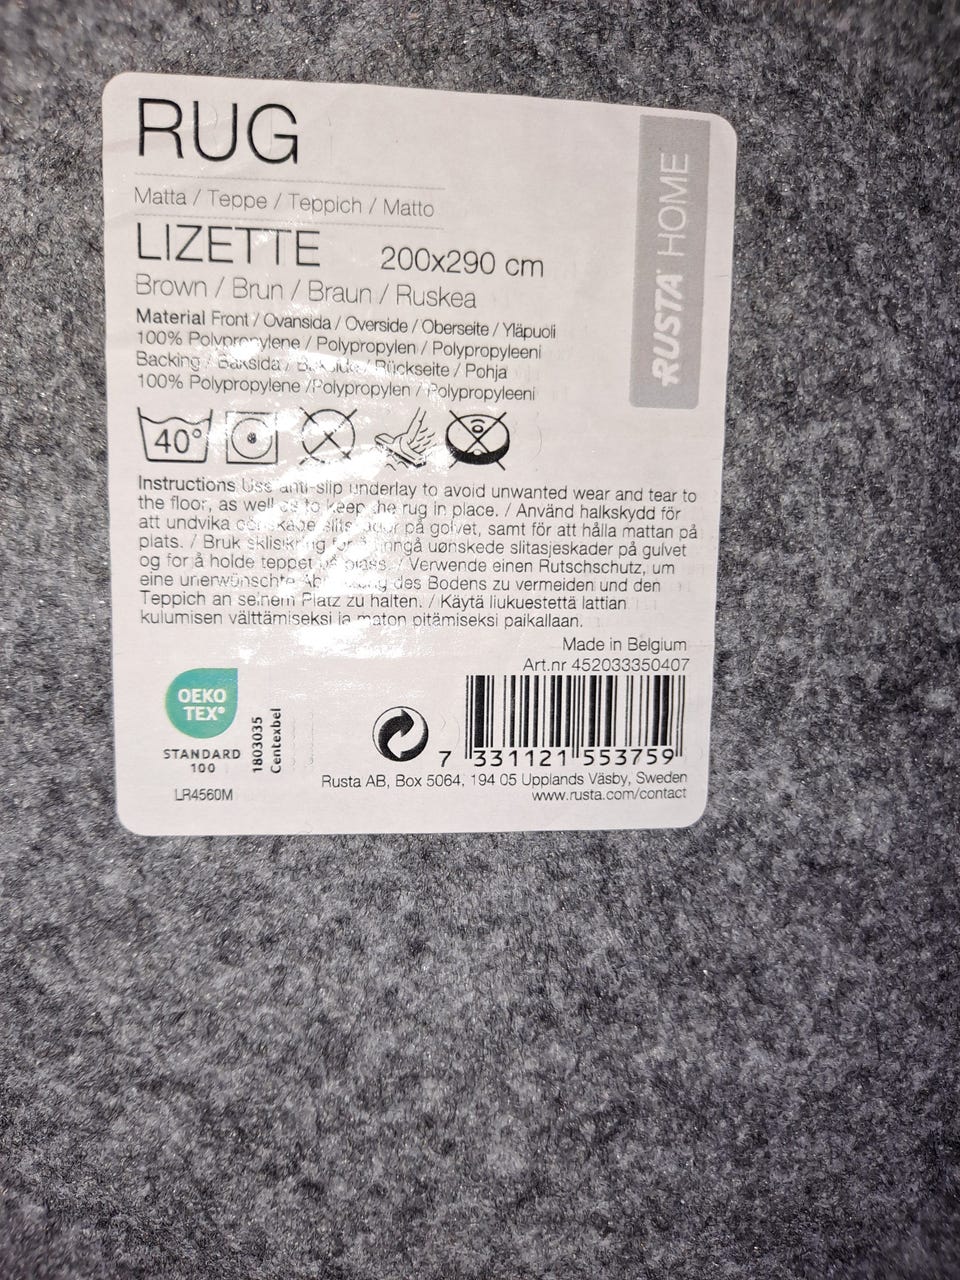 RUG
Matta / Teppe / Teppich / Matto
LIZETTE 200x290 cm
Brown / Brun / Braun / Ruskea
Material Front / Ovansida / Overside / Oberseite / Yläpuoli
100% Polypropylene / Polypropylen / Polypropyleeni
Backing / Baksida / Rückseite / Pohja
100% Polypropylene /Polypropylen / Polypropyleeni
40°
Instructions Use anti-slip underlay to avoid unwanted wear and tear to
the floor, as well as to keep the rug in place. / Använd halkskydd för
att undvika på golvet, samt för att hålla mattan på
plats. / Bruk unngå uønskede slitasjeskader på gulvet
og for å holde teppet på plass. / Verwende einen Rutschschutz, um
eine unerwünschte des Bodens zu vermeiden und den
Teppich an seinem Platz zu halten. / Käytä liukuestettä lattian
kulumisen välttämiseksi ja maton pitämiseksi paikallaan.
Made in Belgium
Art.nr 452033350407
7 331121 553759
Rusta AB, Box 5064, 194 05 Upplands Väsby, Sweden
www.rusta.com/contact
OEKO
TEX®
STANDARD
100
1803035
Centexbel
LR4560M
RUSTA HOME